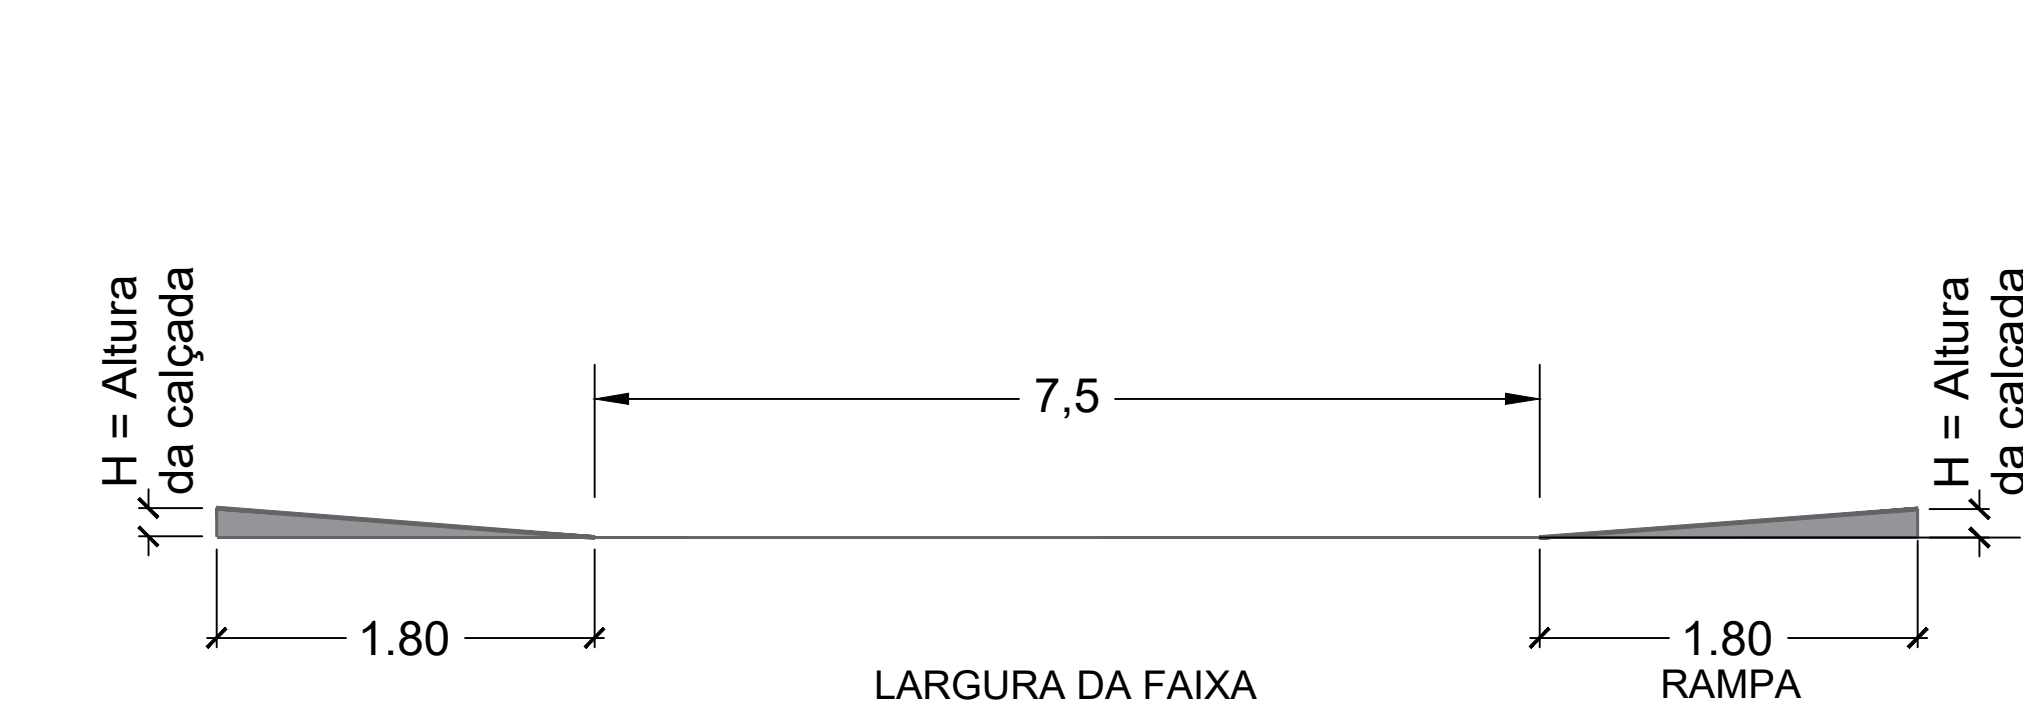 H = Altura
da calçada
7,5
H = Altura
da calçada
1.80
1.80
LARGURA DA FAIXA
RAMPA